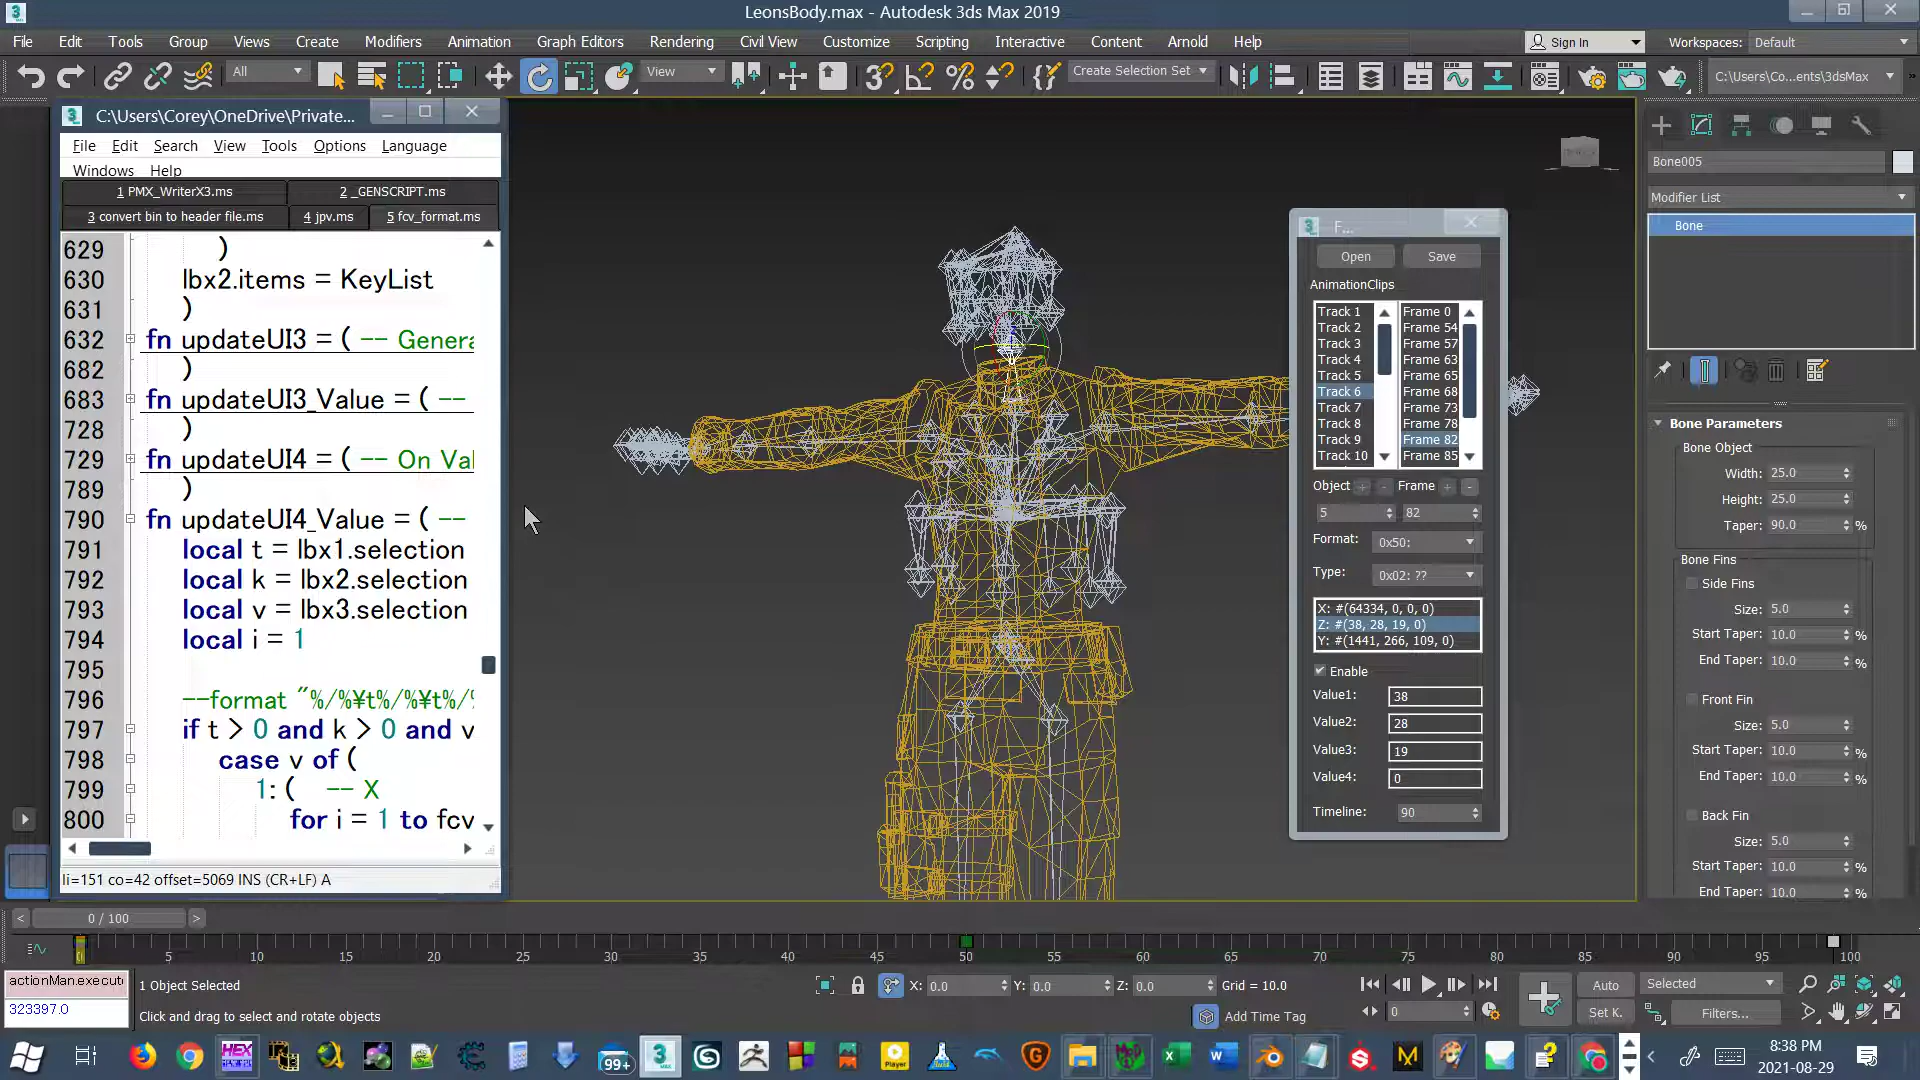 LeonsBody.max - Autodesk 3ds Max 2019
File Edit Tools Group Views Create Modifiers Animation Graph Editors Rendering Civil View Customize Scripting Interactive Content Arnold Help
Sign In Workspaces: Default
All View Create Selection Set C:\Users\Co...ents\3dsMax
C:\Users\Corey\OneDrive\Private...
File Edit Search View Tools Options Language
Windows Help
1 PMX_WriterX3.ms 2 _GENSCRIPT.ms
3 convert bin to header file.ms 4 jpv.ms 5 fcv_format.ms
629 )
630 lbx2.items = KeyList
631 )
632 fn updateUI3 = ( -- Genera
682 )
683 fn updateUI3_Value = ( --
728 )
729 fn updateUI4 = ( -- On Val
789 )
790 fn updateUI4_Value = ( --
791 local t = lbx1.selection
792 local k = lbx2.selection
793 local v = lbx3.selection
794 local i = 1
795
796 --format "%/%¥t%/%¥t%/%
797 if t > 0 and k > 0 and v
798 case v of (
799 1: ( -- X
800 for i = 1 to fcv
li=151 co=42 offset=5069 INS (CR+LF) A
F...
Open Save
AnimationClips
Track 1 Frame 0
Track 2 Frame 54
Track 3 Frame 57
Track 4 Frame 63
Track 5 Frame 65
Track 6 Frame 68
Track 7 Frame 73
Track 8 Frame 78
Track 9 Frame 82
Track 10 Frame 85
Object + - Frame + -
5 82
Format: 0x50:
Type: 0x02: ??
X: #(64334, 0, 0, 0)
Z: #(38, 28, 19, 0)
Y: #(1441, 266, 109, 0)
Enable
Value1: 38
Value2: 28
Value3: 19
Value4: 0
Timeline: 90
Bone005
Modifier List
Bone
Bone Parameters
Bone Object
Width: 25.0
Height: 25.0
Taper: 90.0 %
Bone Fins
Side Fins
Size: 5.0
Start Taper: 10.0 %
End Taper: 10.0 %
Front Fin
Size: 5.0
Start Taper: 10.0 %
End Taper: 10.0 %
Back Fin
Size: 5.0
Start Taper: 10.0 %
End Taper: 10.0
< 0 / 100 >
5 10 15 20 25 30 35 40 45 50 55 60 65 70 75 80 85 90 95 100
actionMan.execute
323397.0
1 Object Selected X: 0.0 Y: 0.0 Z: 0.0 Grid = 10.0 Auto Selected
Click and drag to select and rotate objects Add Time Tag 0 Set K. Filters...
HEX 99+ 3 MAX Player
8:38 PM
2021-08-29